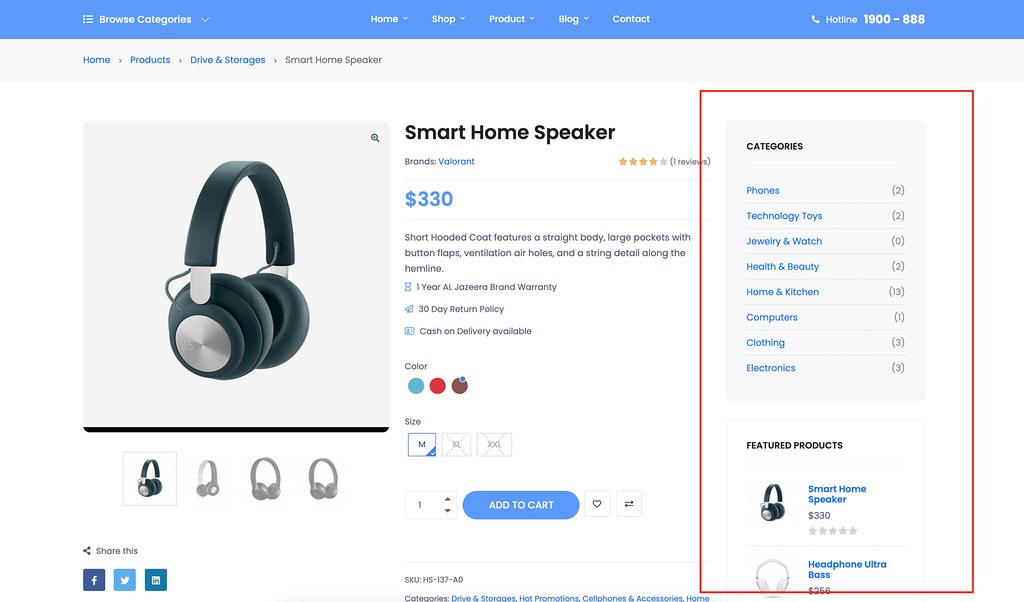 Browse Categories
Home
Shop
Product
Blog
Contact
Hotline 1900 - 888
Home › Products › Drive & Storages › Smart Home Speaker
Smart Home Speaker
Brands: Valorant
(1 reviews)
$330
Short Hooded Coat features a straight body, large pockets with
button flaps, ventilation air holes, and a string detail along the
hemline.
1 Year AL Jazeera Brand Warranty
30 Day Return Policy
Cash on Delivery available
Color
Size
M
XL
XXL
1
ADD TO CART
Share this
SKU: HS-137-A0
Categories: Drive & Storages, Hot Promotions, Cellphones & Accessories, Home
CATEGORIES
Phones (2)
Technology Toys (2)
Jewelry & Watch (0)
Health & Beauty (2)
Home & Kitchen (13)
Computers (1)
Clothing (3)
Electronics (3)
FEATURED PRODUCTS
Smart Home
Speaker
$330
Headphone Ultra
Bass
$256